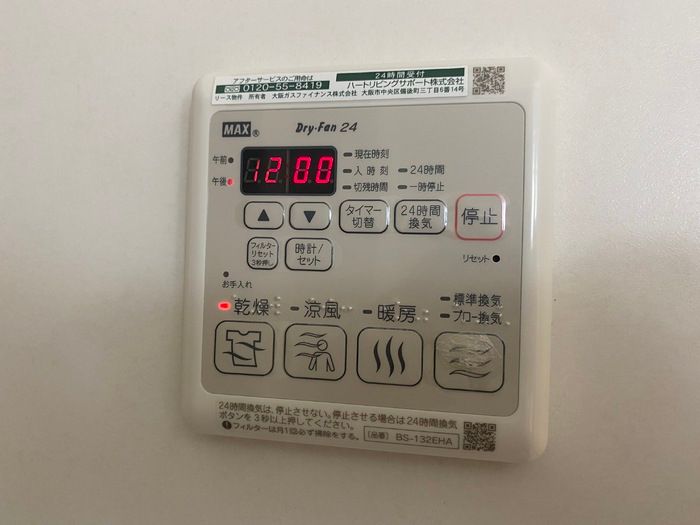 アフターサービスのご用命は
0120-55-8419
24時間受付
ハートリビングサポート株式会社
リース物件 所有者 大阪ガスファイナンス株式会社 大阪市中央区備後町三丁目6番14号
MAX®
Dry-Fan 24
午前
午後
12 00
現在時刻
入時刻
切残時間
24時間
一時停止
▲
▼
タイマー
切替
24時間
換気
停止
フィルター
リセット
3秒押し
時計/
セット
リセット
お手入れ
乾燥
涼風
暖房
標準換気
ブロー換気
24時間換気は、停止させない。停止させる場合は24時間換気
ボタンを3秒以上押してください。
フィルターは月1回必ず掃除をする。
(品番) BS-132EHA